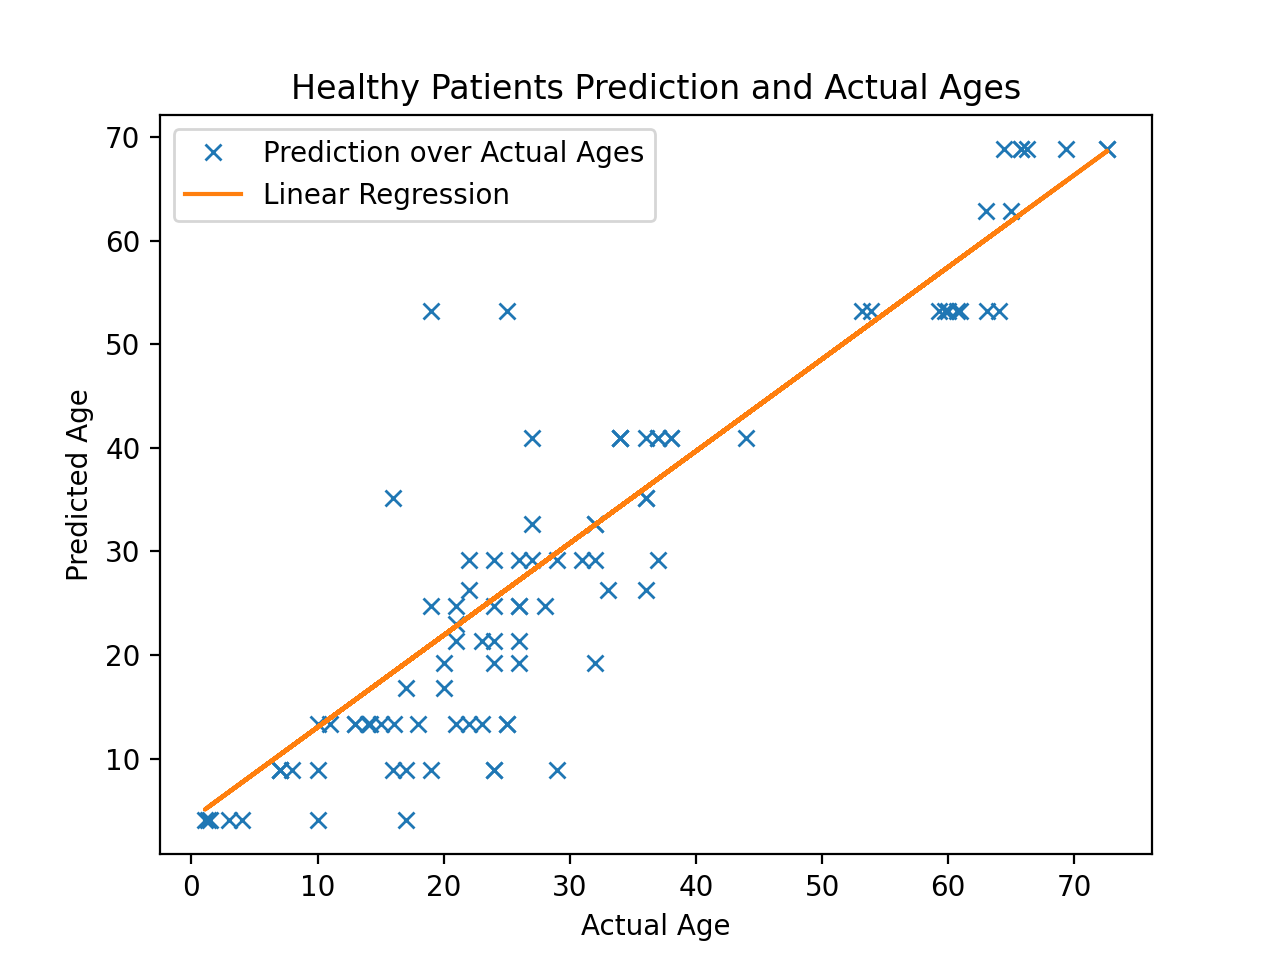 Healthy Patients Prediction and Actual Ages
Prediction over Actual Ages
Linear Regression
70
60
50
40
30
20
10
Predicted Age
0 10 20 30 40 50 60 70
Actual Age